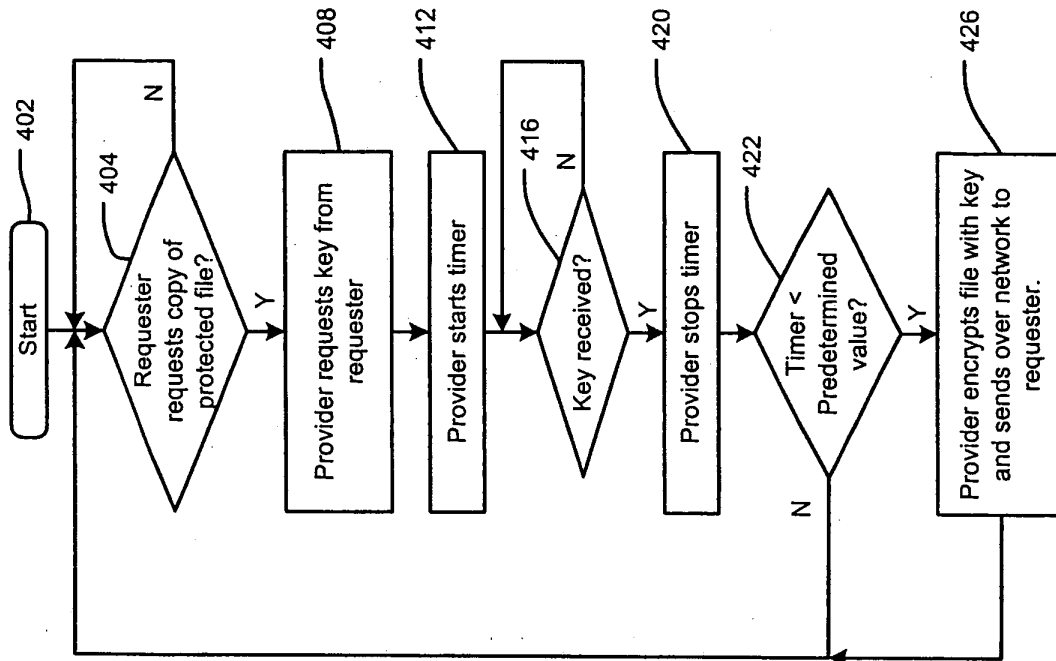 Start
402
404
Requester
requests copy of
protected file?
N
Y
408
Provider requests key from
requester
412
Provider starts timer
416
Key received?
N
Y
420
Provider stops timer
422
Timer <
Predetermined
value?
N
Y
426
Provider encrypts file with key
and sends over network to
requester.